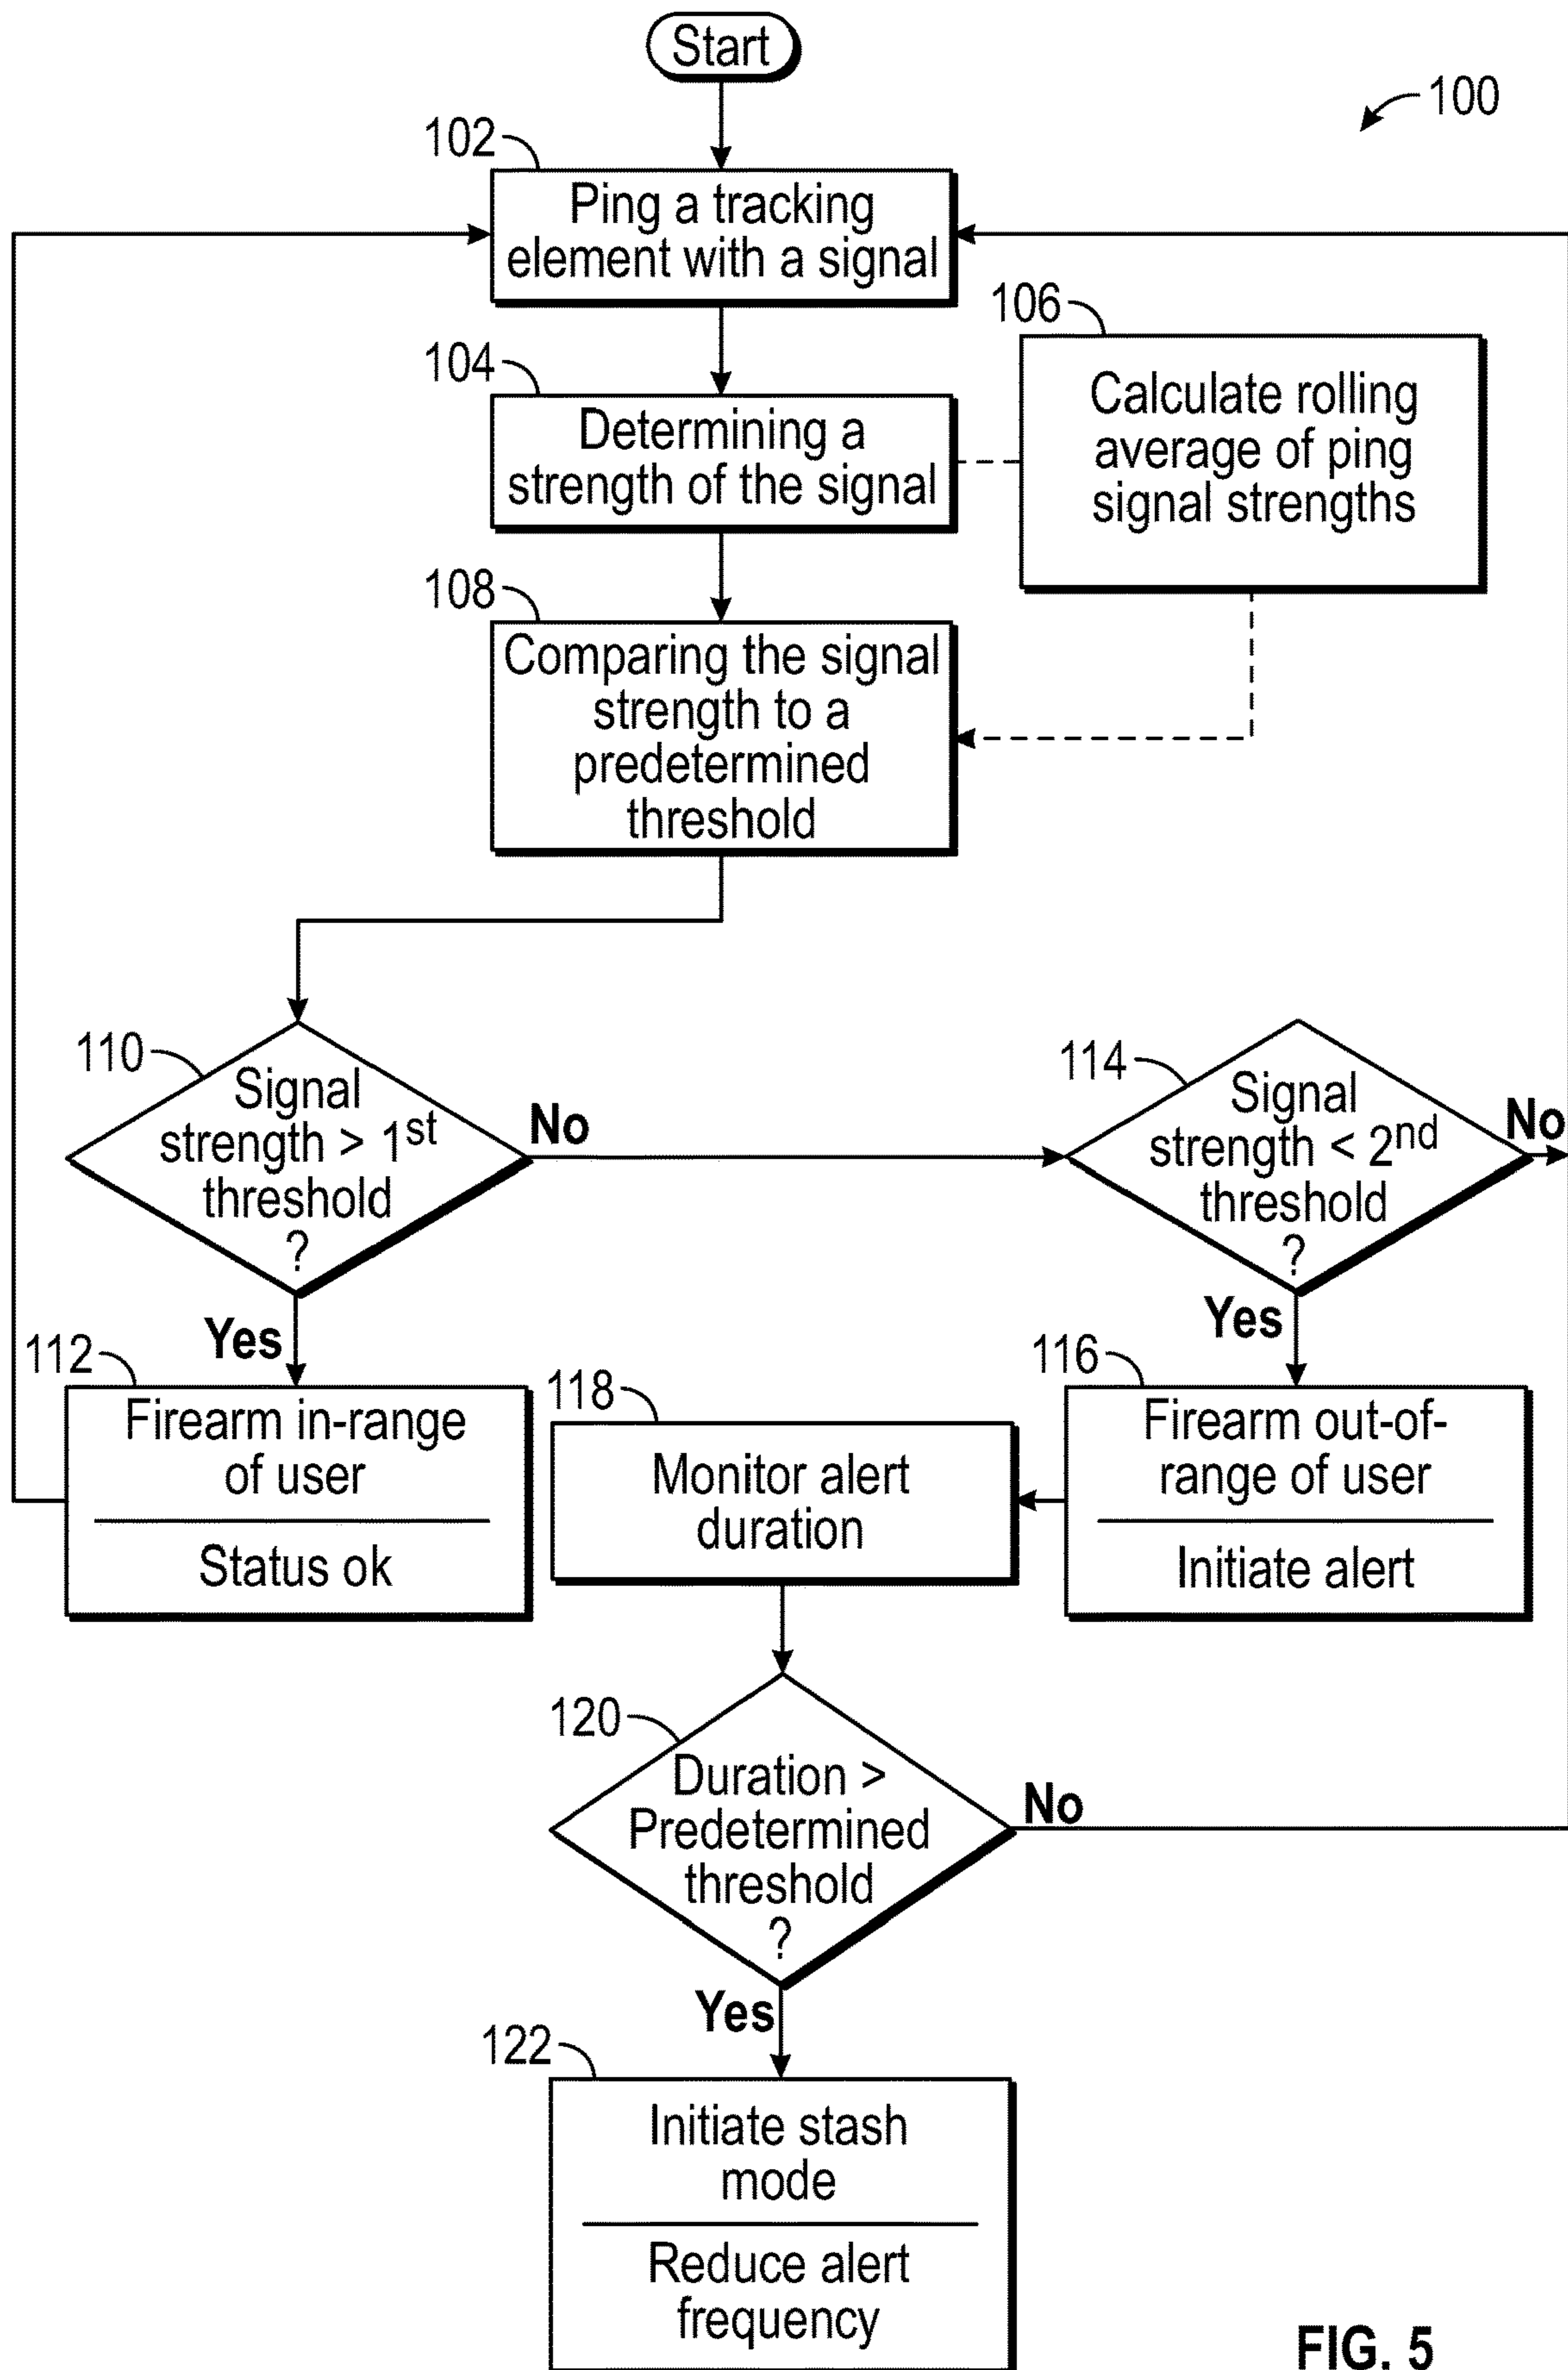 Start
100
102
Ping a tracking
element with a signal
106
Calculate rolling
average of ping
signal strengths
104
Determining a
strength of the signal
108
Comparing the signal
strength to a
predetermined
threshold
110
Signal
strength > 1st
threshold
?
No
Yes
114
Signal
strength < 2nd
threshold
?
No
Yes
112
Firearm in-range
of user
Status ok
118
Monitor alert
duration
116
Firearm out-of-
range of user
Initiate alert
120
Duration >
Predetermined
threshold
?
No
Yes
122
Initiate stash
mode
Reduce alert
frequency
FIG. 5